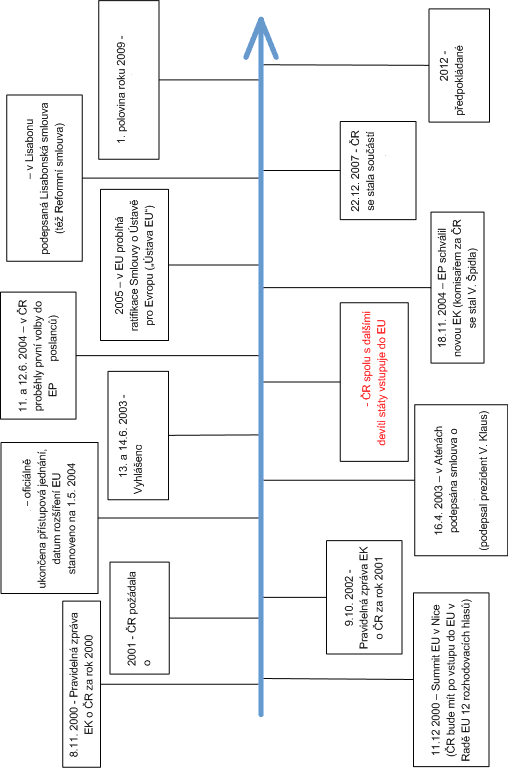 8.11. 2000 - Pravidelná zpráva
EK o ČR za rok 2000
11.12 2000 – Summit EU v Nice
(ČR bude mít po vstupu do EU v
Radě EU 12 rozhodovacích hlasů)
2001 - ČR požádala
o
9.10. 2002 -
Pravidelná zpráva EK
o ČR za rok 2001
– oficiálně
ukončena přístupová jednání,
datum rozšíření EU
stanoveno na 1.5. 2004
16.4. 2003 – v Aténách
podepsána smlouva o
(podepsal prezident V. Klaus)
13. a 14.6. 2003 -
Vyhlášeno
- ČR spolu s dalšími
devíti státy vstupuje do EU
11. a 12.6. 2004 – v ČR
proběhly první volby do
EP poslanců
18.11. 2004 – EP schválil
novou EK (komisařem za ČR
se stal V. Špidla)
2005 – v EU probíhá
ratifikace Smlouvy o Ústavě
pro Evropu („Ústava EU“)
22.12. 2007 - ČR
se stala součástí
– v Lisabonu
podepsaná Lisabonská smlouva
(též Reformní smlouva)
2012 -
předpokládané
1. polovina roku 2009 -